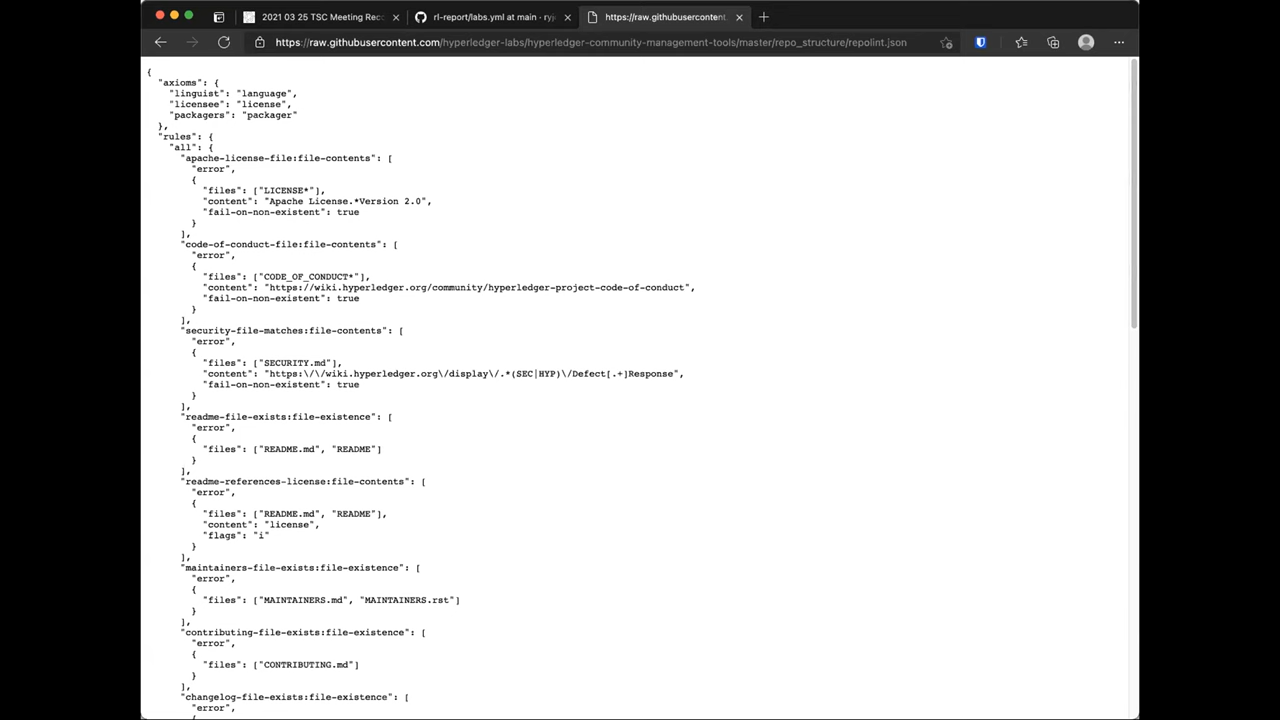 2021 03 25 TSC Meeting Rec
rl-report/labs.yml at main · ryj
https://raw.githubusercontent
https://raw.githubusercontent.com/hyperledger-labs/hyperledger-community-management-tools/master/repo_structure/repolint.json
{
"axioms": {
"linguist": "language",
"licensee": "license",
"packagers": "packager"
},
"rules": {
"all": {
"apache-license-file:file-contents": [
"error",
{
"files": ["LICENSE*"],
"content": "Apache License.*Version 2.0",
"fail-on-non-existent": true
}
],
"code-of-conduct-file:file-contents": [
"error",
{
"files": ["CODE_OF_CONDUCT*"],
"content": "https://wiki.hyperledger.org/community/hyperledger-project-code-of-conduct",
"fail-on-non-existent": true
}
],
"security-file-matches:file-contents": [
"error",
{
"files": ["SECURITY.md"],
"content": "https:\/\/wiki.hyperledger.org\/display\/.*(SEC|HYP)\/Defect[.+]Response",
"fail-on-non-existent": true
}
],
"readme-file-exists:file-existence": [
"error",
{
"files": ["README.md", "README"]
}
],
"readme-references-license:file-contents": [
"error",
{
"files": ["README.md", "README"],
"content": "license",
"flags": "i"
}
],
"maintainers-file-exists:file-existence": [
"error",
{
"files": ["MAINTAINERS.md", "MAINTAINERS.rst"]
}
],
"contributing-file-exists:file-existence": [
"error",
{
"files": ["CONTRIBUTING.md"]
}
],
"changelog-file-exists:file-existence": [
"error",